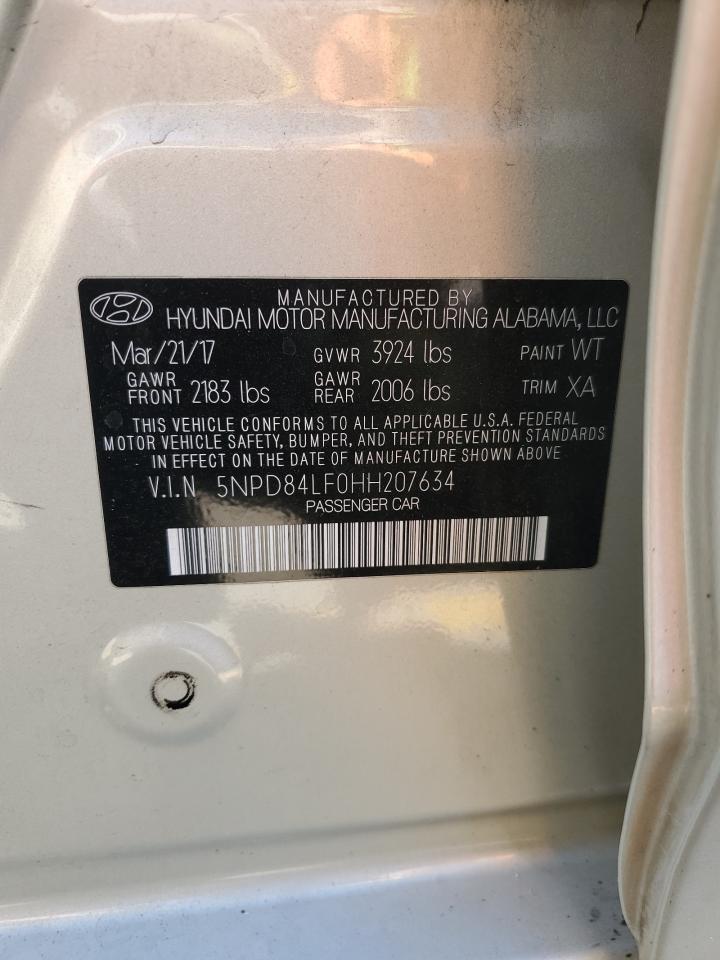 MANUFACTURED BY
HYUNDAI MOTOR MANUFACTURING ALABAMA, LLC
Mar/21/17 GVWR 3924 lbs PAINT WT
GAWR FRONT 2183 lbs GAWR REAR 2006 lbs TRIM XA
THIS VEHICLE CONFORMS TO ALL APPLICABLE U.S.A. FEDERAL
MOTOR VEHICLE SAFETY, BUMPER, AND THEFT PREVENTION STANDARDS
IN EFFECT ON THE DATE OF MANUFACTURE SHOWN ABOVE
V.I.N 5NPD84LF0HH207634
PASSENGER CAR